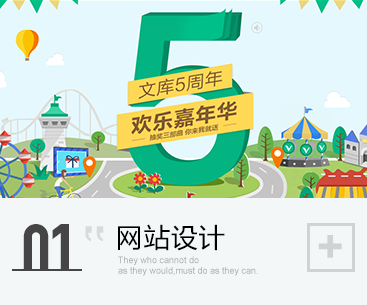 5
文库5周年
欢乐嘉年华
抽奖三部曲 你来我就送
01
网站设计
They who cannot do
as they would,must do as they can.